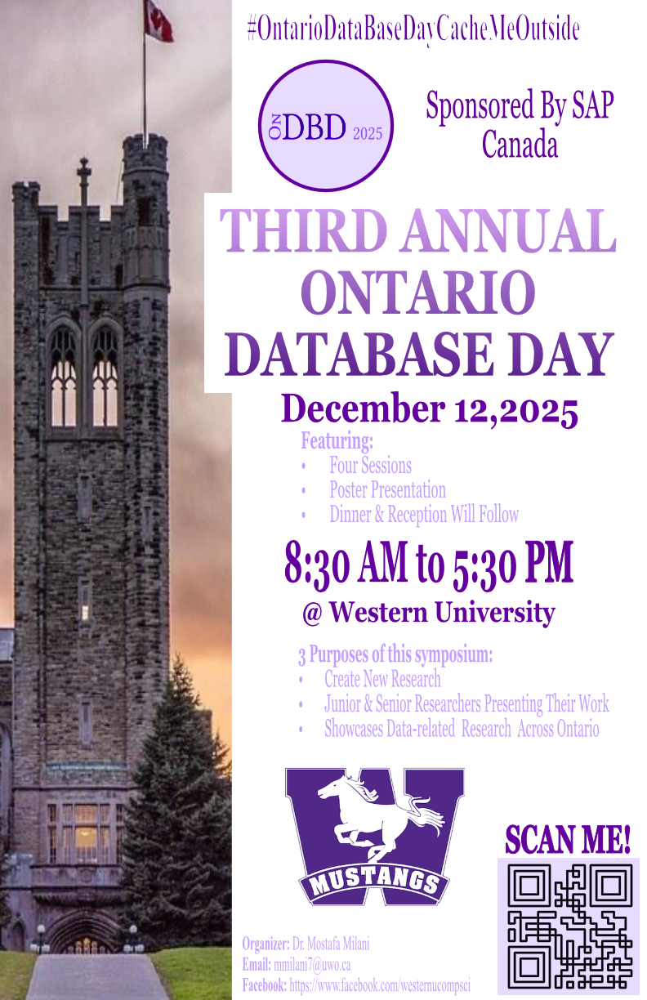 #OntarioDataBaseDayCacheMeOutside
ON DBD 2025
Sponsored By SAP
Canada
THIRD ANNUAL
ONTARIO
DATABASE DAY
December 12,2025
Featuring:
• Four Sessions
• Poster Presentation
• Dinner & Reception Will Follow
8:30 AM to 5:30 PM
@ Western University
3 Purposes of this symposium:
• Create New Research
• Junior & Senior Researchers Presenting Their Work
• Showcases Data-related Research Across Ontario
W
MUSTANGS
SCAN ME!
Organizer: Dr. Mostafa Milani
Email: mmilani7@uwo.ca
Facebook: https://www.facebook.com/westernucompsci